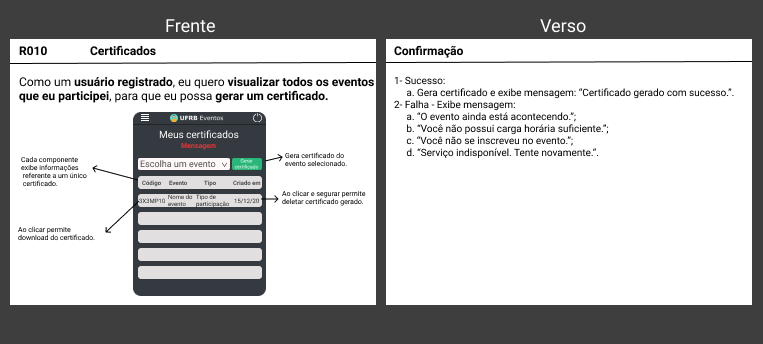 Frente
Verso
R010 Certificados
Como um usuário registrado, eu quero visualizar todos os eventos
que eu participei, para que eu possa gerar um certificado.
UFRB Eventos
Meus certificados
Mensagem
Escolha um evento
Gerar
certificado
Código Evento Tipo Criado em
3X3MP10 Nome do evento Tipo de participação 15/12/20
Cada componente
exibe informações
referente a um único
certificado.
Ao clicar permite
download do certificado.
Gera certificado do
evento selecionado.
Ao clicar e segurar permite
deletar certificado gerado.
Confirmação
1- Sucesso:
a. Gera certificado e exibe mensagem: “Certificado gerado com sucesso.”.
2- Falha - Exibe mensagem:
a. “O evento ainda está acontecendo.”;
b. “Você não possui carga horária suficiente.”;
c. “Você não se inscreveu no evento.”;
d. “Serviço indisponível. Tente novamente.”.